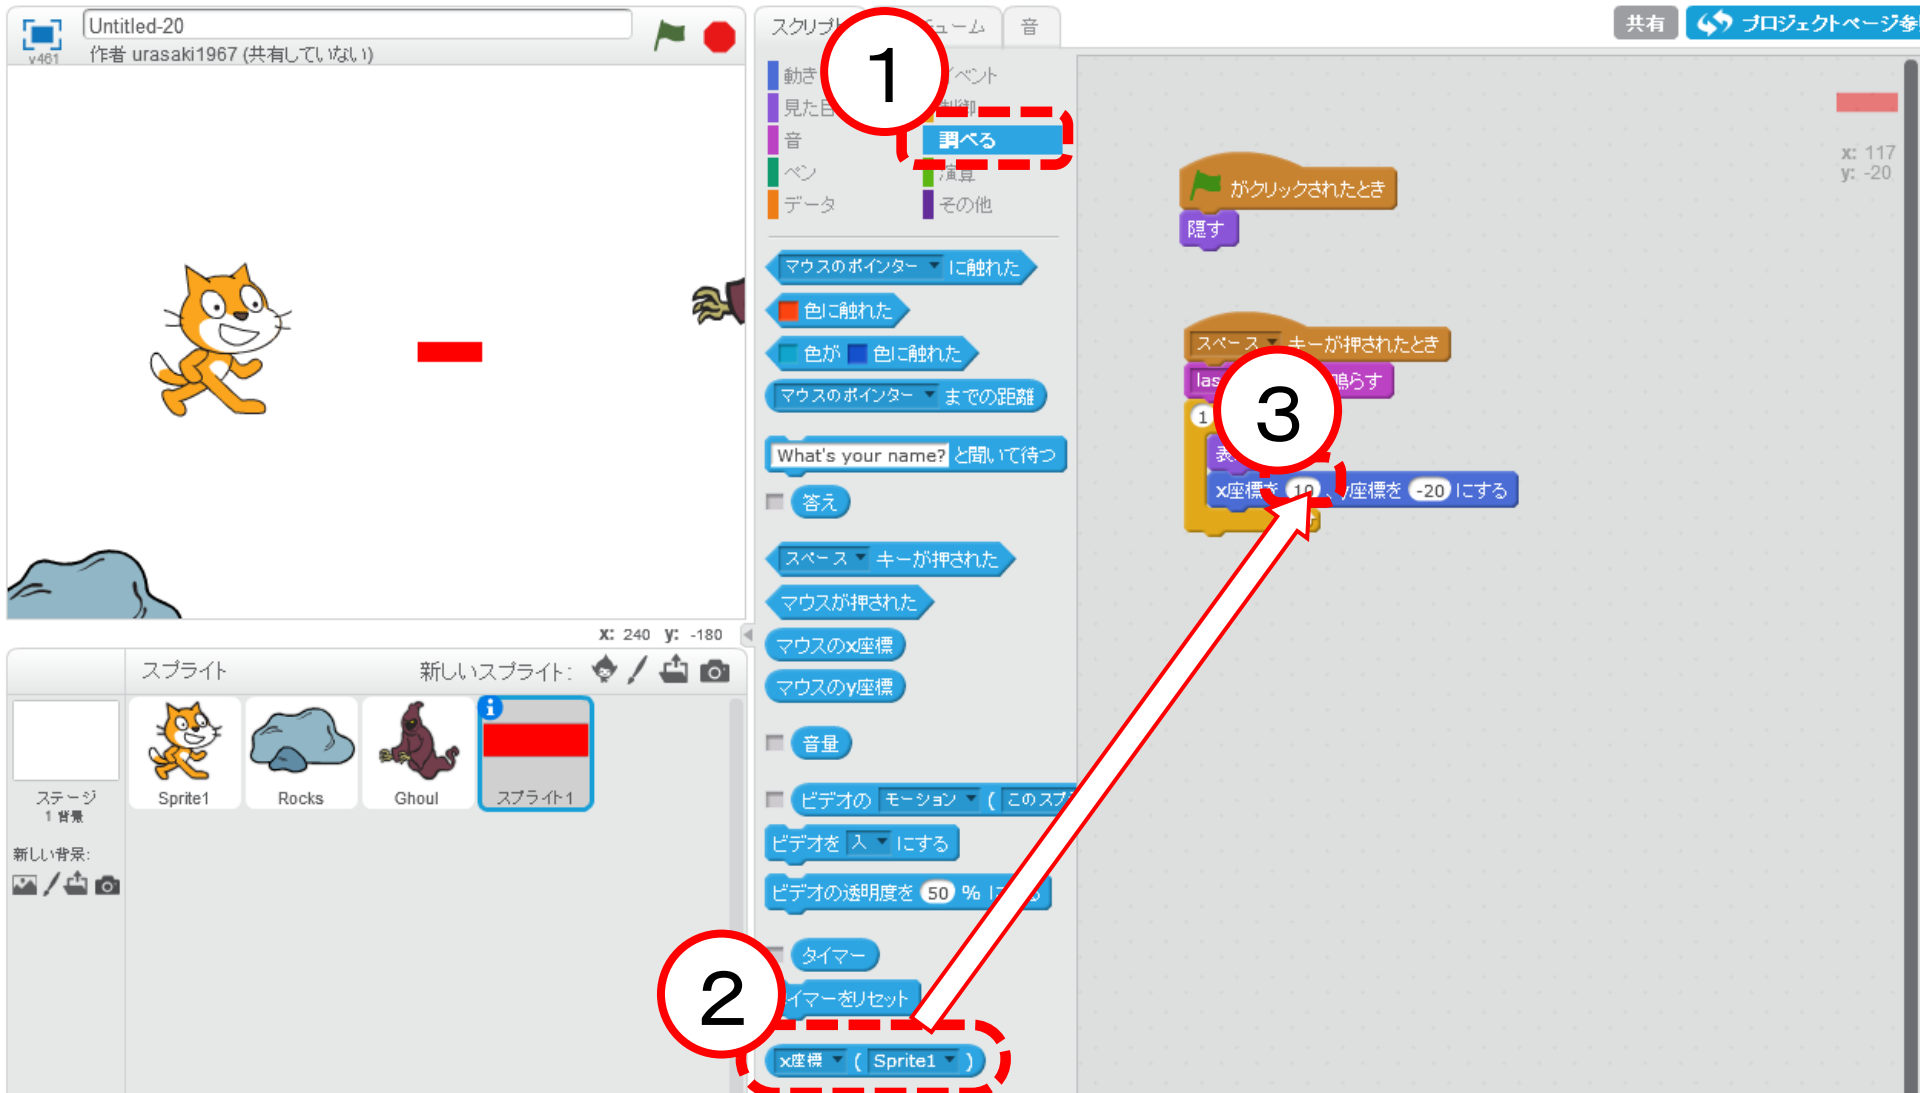 Untitled-20
v461
作者 urasaki1967 (共有していない)
x: 240 y: -180
スプライト
新しいスプライト:
Sprite1
Rocks
Ghoul
スプライト1
ステージ
1 背景
新しい背景:
スクリプト
音
動き
イベント
見た目
制御
音
調べる
ペン
演算
データ
その他
マウスのポインター に触れた
色に触れた
色が 色に触れた
マウスのポインター までの距離
What's your name? と聞いて待つ
答え
スペース キーが押された
マウスが押された
マウスのx座標
マウスのy座標
音量
ビデオの モーション ( このスプ
ビデオを 入 にする
ビデオの透明度を 50 % にする
タイマー
イマーをリセット
x座標 ( Sprite1 )
1
2
3
共有
プロジェクトページ参
x: 117
y: -20
がクリックされたとき
隠す
スペース キーが押されたとき
las
鳴らす
1
表
x座標を 10 、y座標を -20 にする